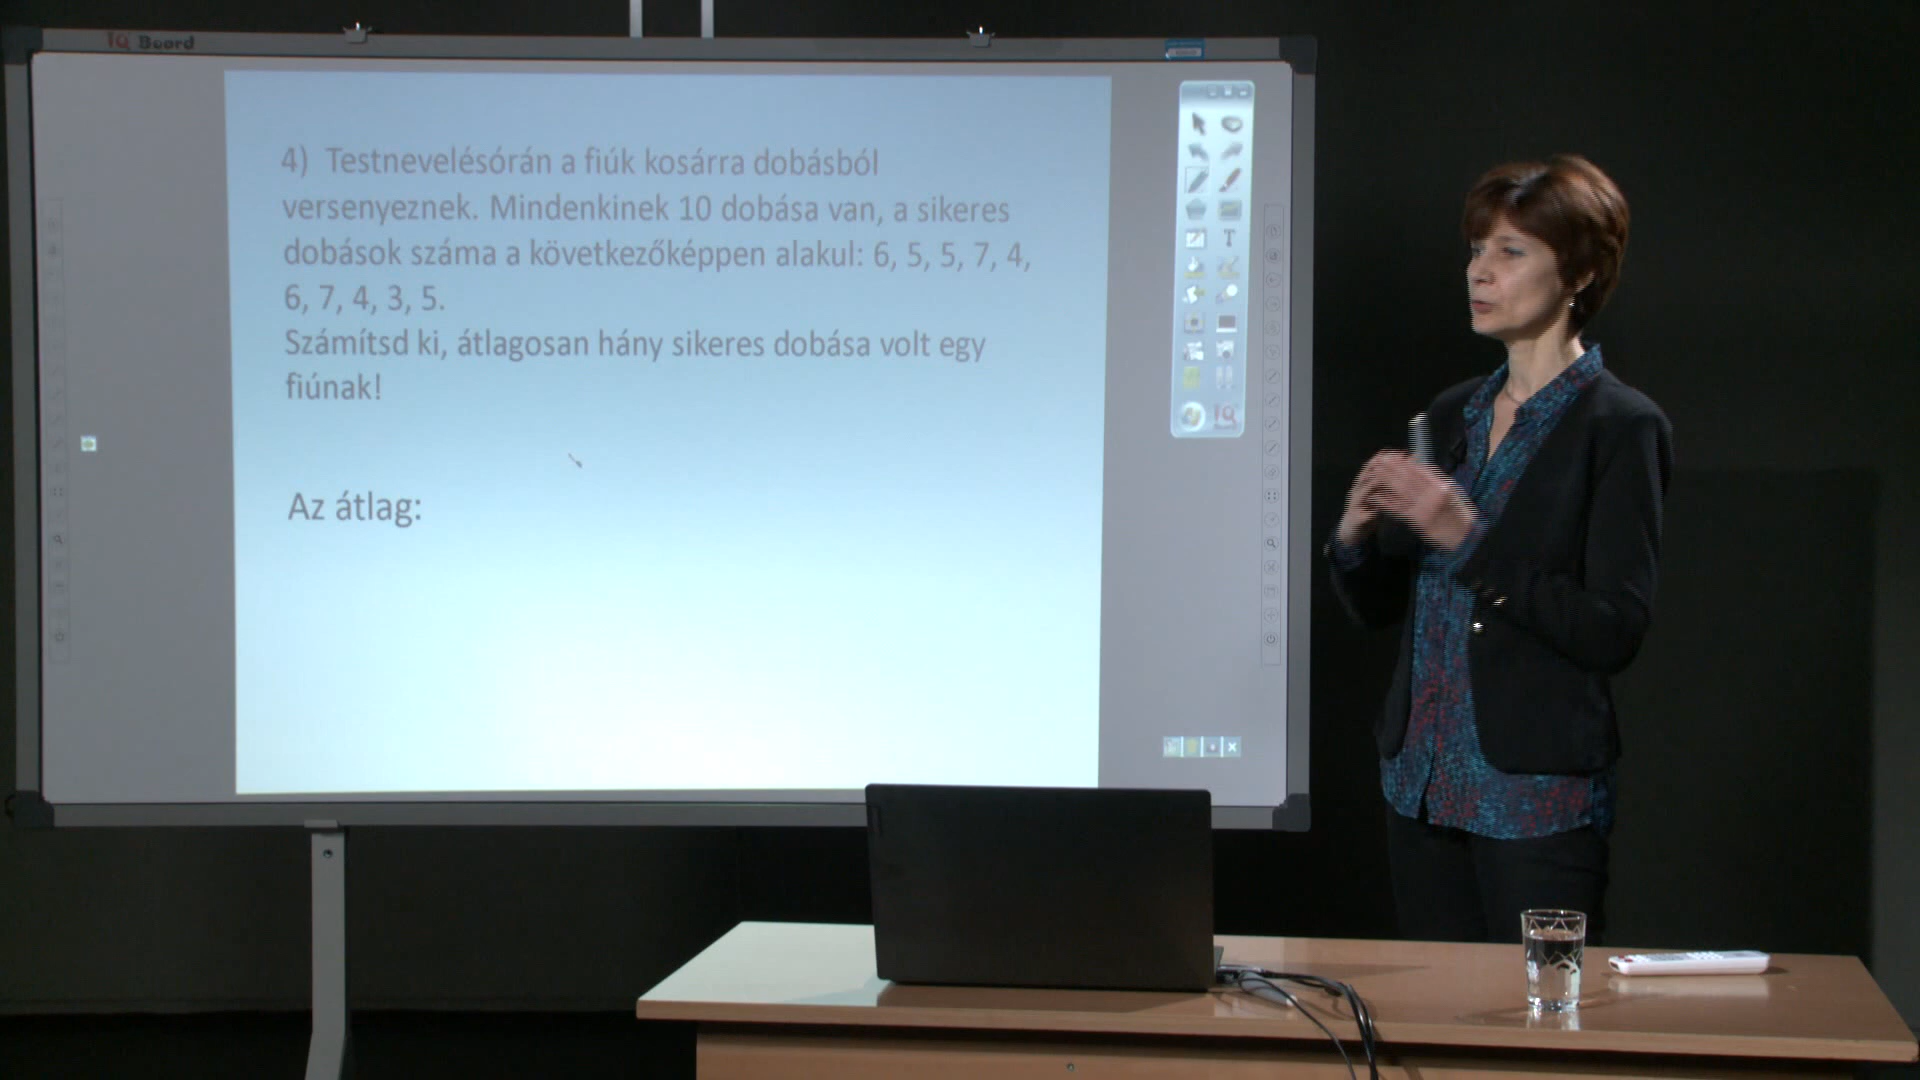 IQ Board
4) Testnevelésórán a fiúk kosárra dobásból
versenyeznek. Mindenkinek 10 dobása van, a sikeres
dobások száma a következőképpen alakul: 6, 5, 5, 7, 4,
6, 7, 4, 3, 5.
Számítsd ki, átlagosan hány sikeres dobása volt egy
fiúnak!
Az átlag: